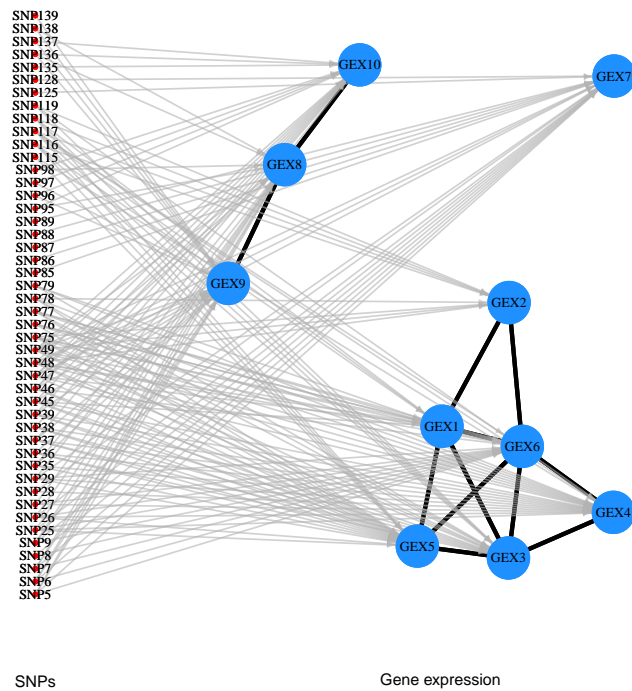 SNP139
SNP138
SNP137
SNP136
SNP135
SNP128
SNP125
SNP119
SNP118
SNP117
SNP116
SNP115
SNP98
SNP97
SNP96
SNP95
SNP89
SNP88
SNP87
SNP86
SNP85
SNP79
SNP78
SNP77
SNP76
SNP75
SNP49
SNP48
SNP47
SNP46
SNP45
SNP39
SNP38
SNP37
SNP36
SNP35
SNP29
SNP28
SNP27
SNP26
SNP25
SNP9
SNP8
SNP7
SNP6
SNP5
GEX10
GEX7
GEX8
GEX9
GEX2
GEX1
GEX6
GEX4
GEX5
GEX3
SNPs
Gene expression